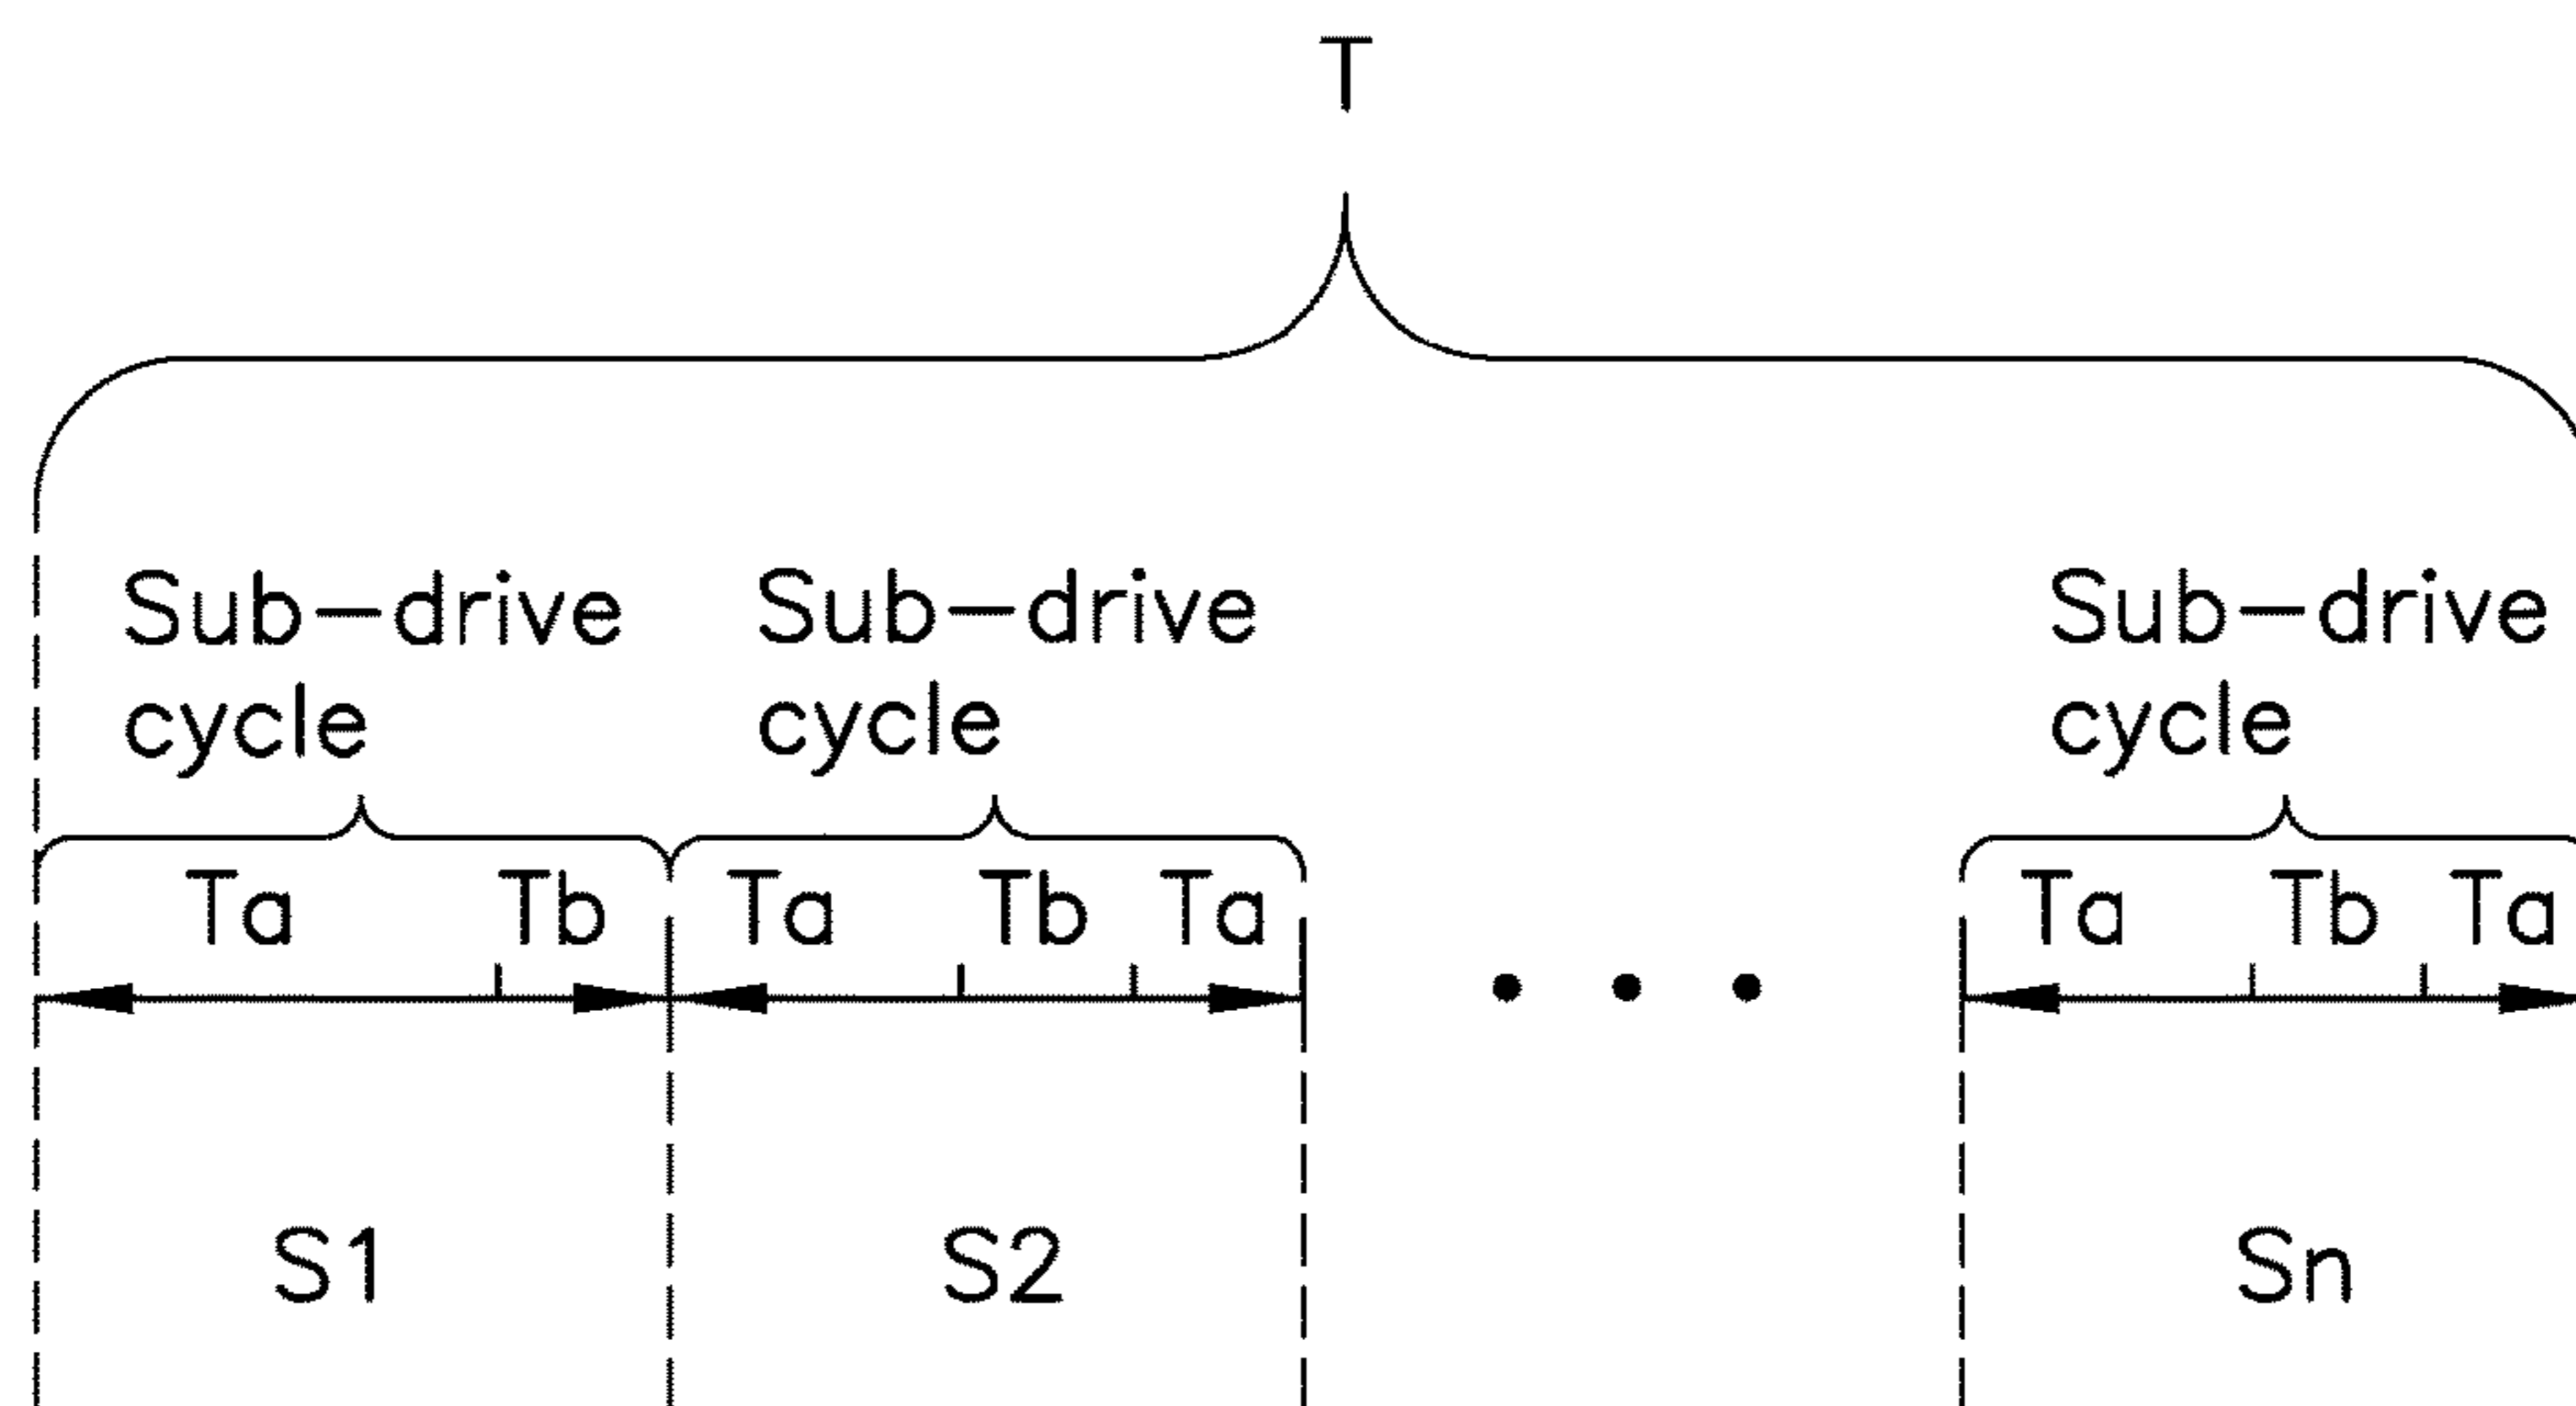 T
Sub-drive cycle
Sub-drive cycle
Sub-drive cycle
Ta Tb Ta Tb Ta Ta Tb Ta
S1 S2 Sn